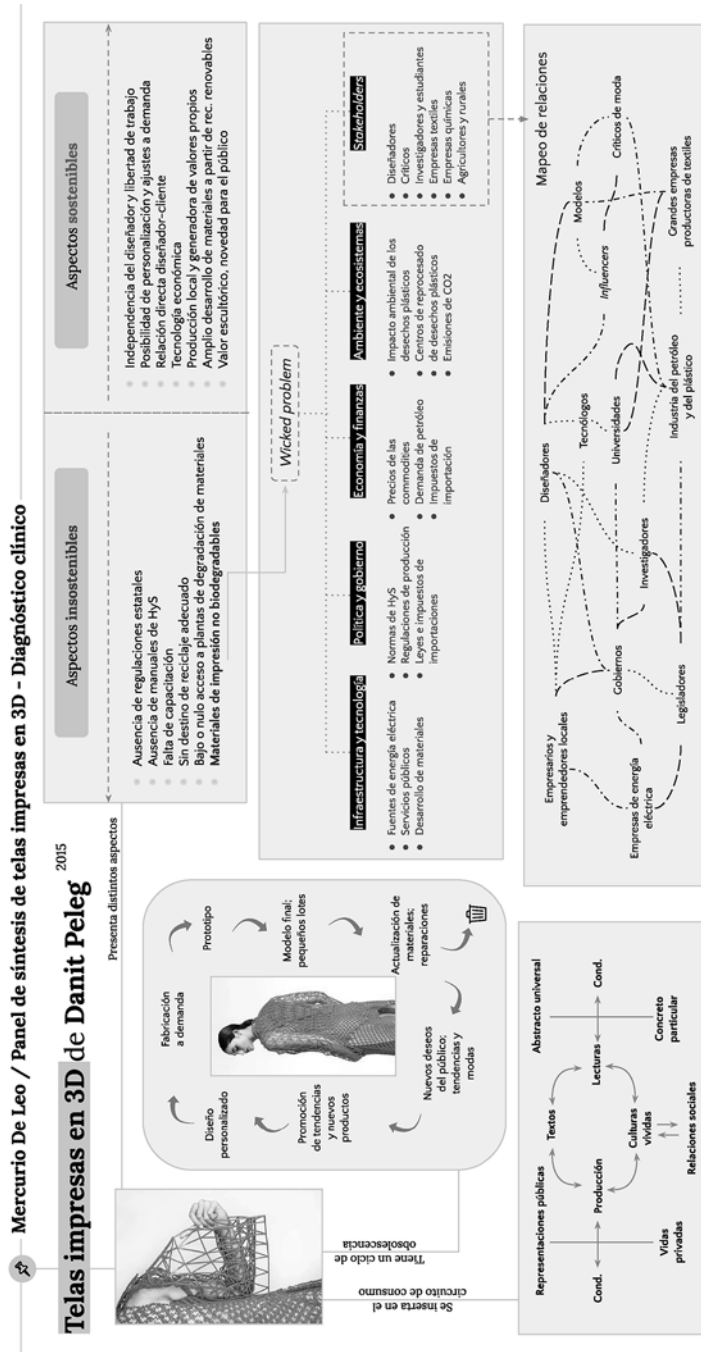 Mercurio De Leo / Panel de síntesis de telas impresas en 3D - Diagnóstico clínico
Telas impresas en 3D de Danit Peleg
2015
Tiene un ciclo de
obsolescencia
Se inserta en el
circuito de consumo
Presenta distintos aspectos
Diseño
personalizado
Fabricación
a demanda
Prototipo
Modelo final;
pequeños lotes
Actualización de
materiales;
reparaciones
Nuevos deseos
del público;
tendencias y
modas
Promoción
de tendencias
y nuevos
productos
Representaciones públicas
Abstracto universal
Textos
Cond.
Producción
Lecturas
Cond.
Culturas
vividas
Vidas
privadas
Concreto
particular
Relaciones sociales
Aspectos insostenibles
Ausencia de regulaciones estatales
Ausencia de manuales de HyS
Falta de capacitación
Sin destino de reciclaje adecuado
Bajo o nulo acceso a plantas de degradación de materiales
Materiales de impresión no biodegradables
Aspectos sostenibles
Independencia del diseñador y libertad de trabajo
Posibilidad de personalización y ajustes a demanda
Relación directa diseñador-cliente
Tecnología económica
Producción local y generadora de valores propios
Amplio desarrollo de materiales a partir de rec. renovables
Valor escultórico, novedad para el público
Wicked problem
Infraestructura y tecnología
Fuentes de energía eléctrica
Servicios públicos
Desarrollo de materiales
Política y gobierno
Normas de HyS
Regulaciones de producción
Leyes e impuestos de
importaciones
Economía y finanzas
Precios de las
commodities
Demanda de petróleo
Impuestos de
importación
Ambiente y ecosistemas
Impacto ambiental de los
desechos plásticos
Centros de reprocesado
de desechos plásticos
Emisiones de CO2
Stakeholders
Diseñadores
Críticos
Investigadores y estudiantes
Empresas textiles
Empresas químicas
Agricultores y rurales
Mapeo de relaciones
Empresarios y
emprendedores locales
Diseñadores
Modelos
Tecnólogos
Influencers
Críticos de moda
Gobiernos
Universidades
Empresas de energía
eléctrica
Investigadores
Legisladores
Industria del petróleo
y del plástico
Grandes empresas
productoras de textiles